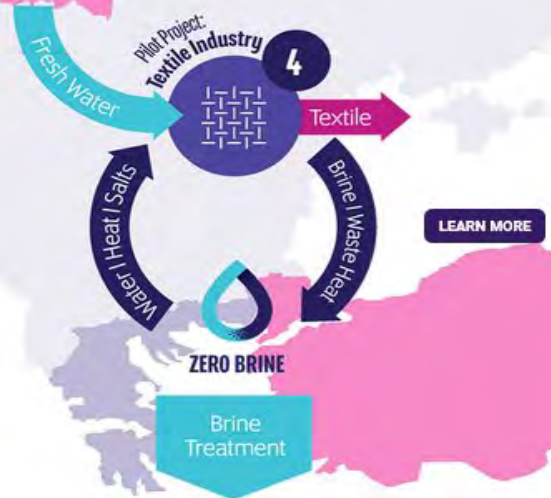 Pilot Project:
Textile Industry
4
Fresh Water
Textile
Water | Heat | Salts
Brine | Waste Heat
LEARN MORE
ZERO BRINE
Brine
Treatment